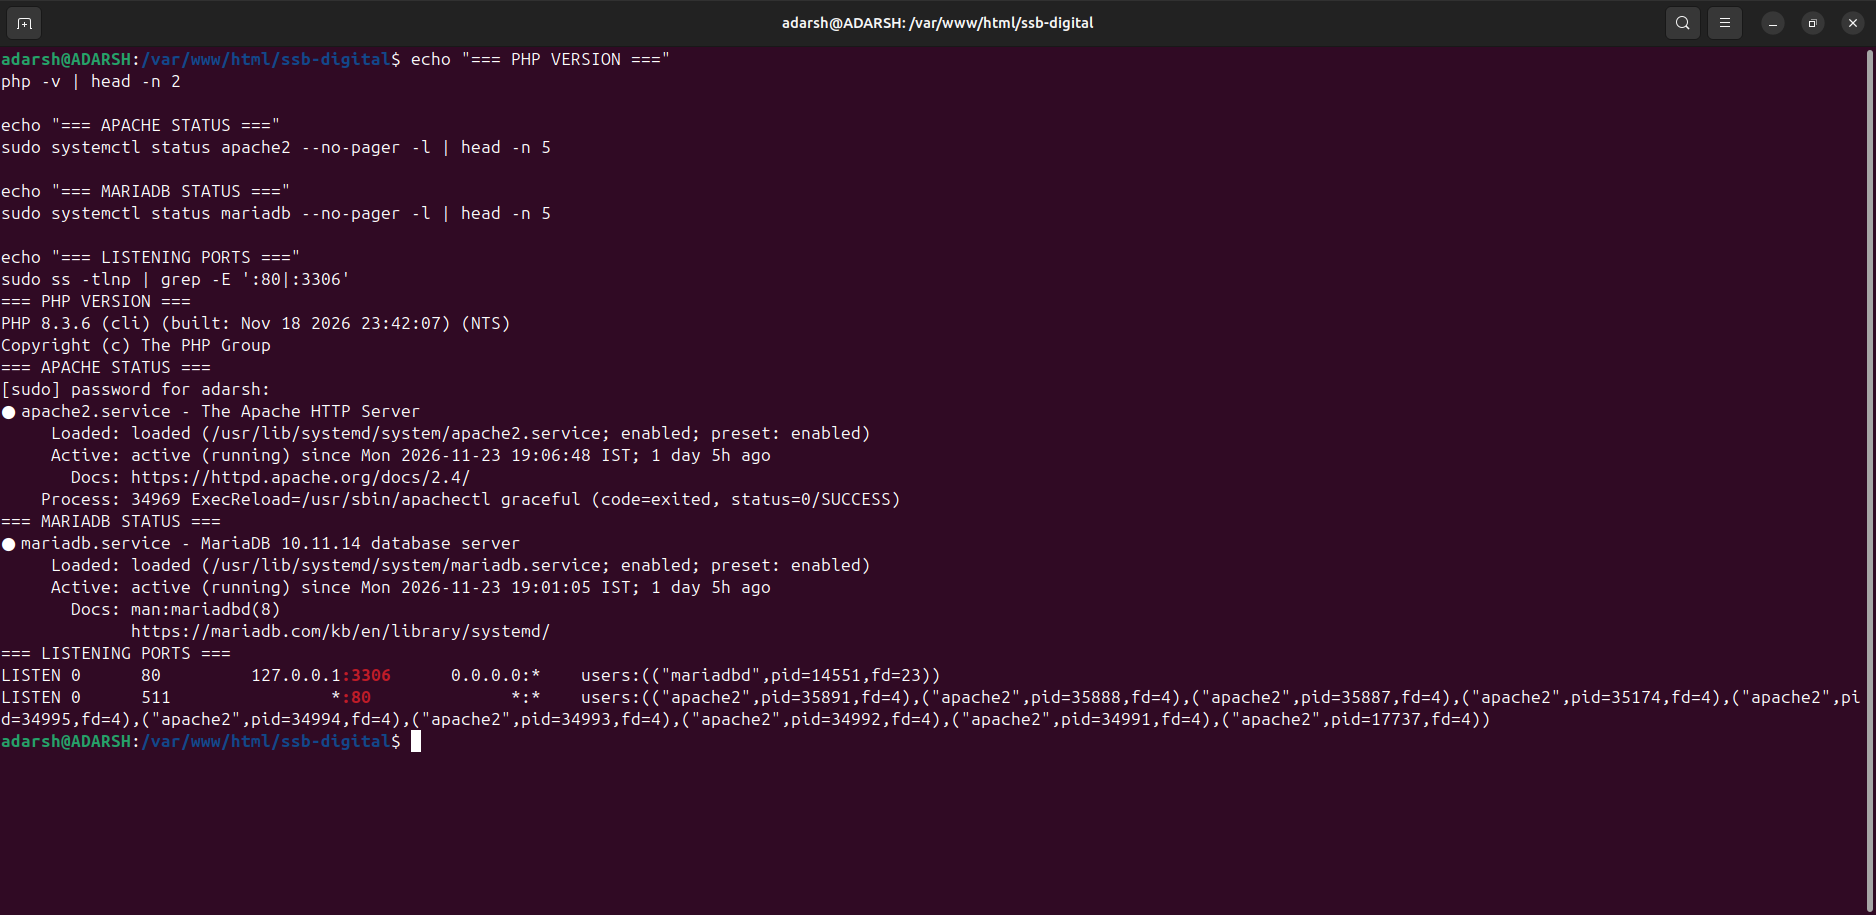 adarsh@ADARSH: /var/www/html/ssb-digital
adarsh@ADARSH:/var/www/html/ssb-digital$ echo "=== PHP VERSION ==="
php -v | head -n 2
echo "=== APACHE STATUS ==="
sudo systemctl status apache2 --no-pager -l | head -n 5
echo "=== MARIADB STATUS ==="
sudo systemctl status mariadb --no-pager -l | head -n 5
echo "=== LISTENING PORTS ==="
sudo ss -tlnp | grep -E ':80|:3306'
=== PHP VERSION ===
PHP 8.3.6 (cli) (built: Nov 18 2026 23:42:07) (NTS)
Copyright (c) The PHP Group
=== APACHE STATUS ===
[sudo] password for adarsh:
● apache2.service - The Apache HTTP Server
     Loaded: loaded (/usr/lib/systemd/system/apache2.service; enabled; preset: enabled)
     Active: active (running) since Mon 2026-11-23 19:06:48 IST; 1 day 5h ago
       Docs: https://httpd.apache.org/docs/2.4/
    Process: 34969 ExecReload=/usr/sbin/apachectl graceful (code=exited, status=0/SUCCESS)
=== MARIADB STATUS ===
● mariadb.service - MariaDB 10.11.14 database server
     Loaded: loaded (/usr/lib/systemd/system/mariadb.service; enabled; preset: enabled)
     Active: active (running) since Mon 2026-11-23 19:01:05 IST; 1 day 5h ago
       Docs: man:mariadbd(8)
             https://mariadb.com/kb/en/library/systemd/
=== LISTENING PORTS ===
LISTEN 0      80         127.0.0.1:3306      0.0.0.0:*    users:(("mariadbd",pid=14551,fd=23))
LISTEN 0      511                *:80              *:*    users:(("apache2",pid=35891,fd=4),("apache2",pid=35888,fd=4),("apache2",pid=35887,fd=4),("apache2",pid=35174,fd=4),("apache2",pi
d=34995,fd=4),("apache2",pid=34994,fd=4),("apache2",pid=34993,fd=4),("apache2",pid=34992,fd=4),("apache2",pid=34991,fd=4),("apache2",pid=17737,fd=4))
adarsh@ADARSH:/var/www/html/ssb-digital$